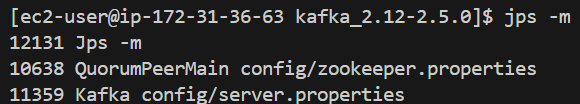 [ec2-user@ip-172-31-36-63 kafka_2.12-2.5.0]$ jps -m
12131 Jps -m
10638 QuorumPeerMain config/zookeeper.properties
11359 Kafka config/server.properties